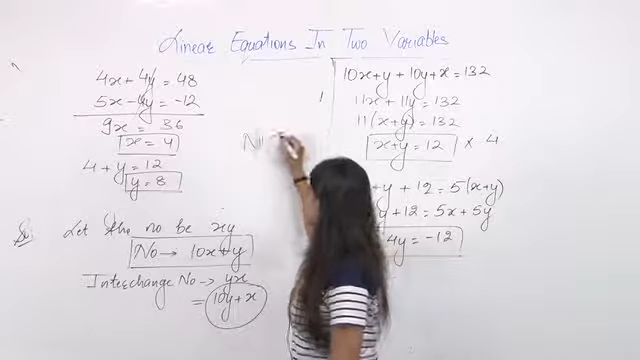 Linear Equations In Two Variables
4x + 4y = 48
5x - 4y = -12
9x = 36
x = 4
4 + y = 12
y = 8
Let the no be xy
No → 10x + y
Interchange No → yx
= 10y + x
10x + y + 10y + x = 132
11x + 11y = 132
11(x + y) = 132
x + y = 12 × 4
+ y + 12 = 5(x + y)
y + 12 = 5x + 5y
4y = -12